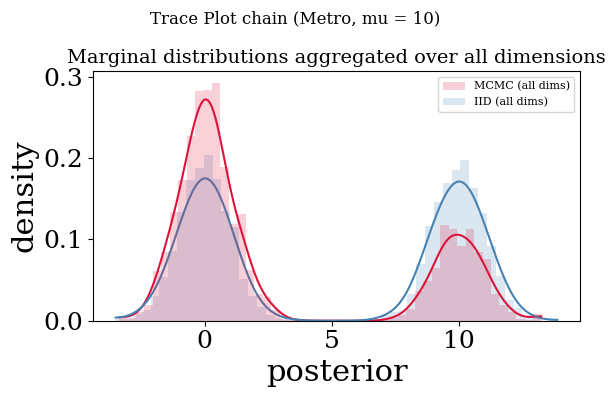 Trace Plot chain (Metro, mu = 10)
Marginal distributions aggregated over all dimensions
MCMC (all dims)
IID (all dims)
density
0.3
0.2
0.1
0.0
0
5
10
posterior